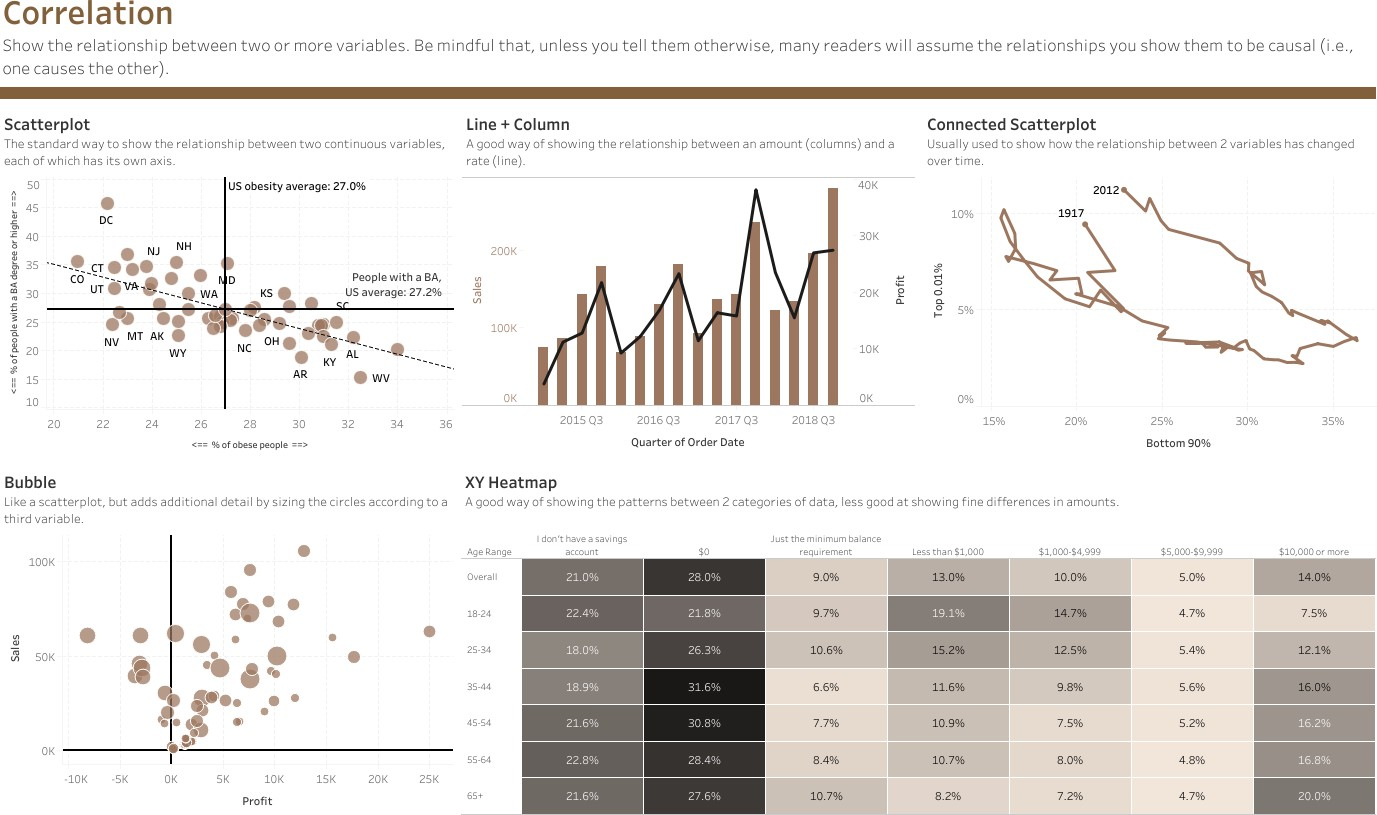 Correlation
Show the relationship between two or more variables. Be mindful that, unless you tell them otherwise, many readers will assume the relationships you show them to be causal (i.e.,
one causes the other).
Scatterplot
The standard way to show the relationship between two continuous variables,
each of which has its own axis.
<== % of people with a BA degree or higher ==>
50
45
40
35
30
25
20
15
10
US obesity average: 27.0%
DC
NJ
NH
CT
CO
UT
VA
MD
People with a BA,
US average: 27.2%
WA
KS
SC
NV
MT
AK
WY
NC
OH
AR
KY
AL
WV
20
22
24
26
28
30
32
34
36
<== % of obese people ==>
Line + Column
A good way of showing the relationship between an amount (columns) and a
rate (line).
Sales
200K
100K
0K
40K
30K
20K
10K
0K
Profit
2015 Q3
2016 Q3
2017 Q3
2018 Q3
Quarter of Order Date
Connected Scatterplot
Usually used to show how the relationship between 2 variables has changed
over time.
Top 0.01%
10%
5%
0%
2012
1917
15%
20%
25%
30%
35%
Bottom 90%
Bubble
Like a scatterplot, but adds additional detail by sizing the circles according to a
third variable.
Sales
100K
50K
0K
-10K
-5K
0K
5K
10K
15K
20K
25K
Profit
XY Heatmap
A good way of showing the patterns between 2 categories of data, less good at showing fine differences in amounts.
I don't have a savings
account
Just the minimum balance
requirement
Age Range $0 Less than $1,000 $1,000-$4,999 $5,000-$9,999 $10,000 or more
Overall 21.0% 28.0% 9.0% 13.0% 10.0% 5.0% 14.0%
18-24 22.4% 21.8% 9.7% 19.1% 14.7% 4.7% 7.5%
25-34 18.0% 26.3% 10.6% 15.2% 12.5% 5.4% 12.1%
35-44 18.9% 31.6% 6.6% 11.6% 9.8% 5.6% 16.0%
45-54 21.6% 30.8% 7.7% 10.9% 7.5% 5.2% 16.2%
55-64 22.8% 28.4% 8.4% 10.7% 8.0% 4.8% 16.8%
65+ 21.6% 27.6% 10.7% 8.2% 7.2% 4.7% 20.0%